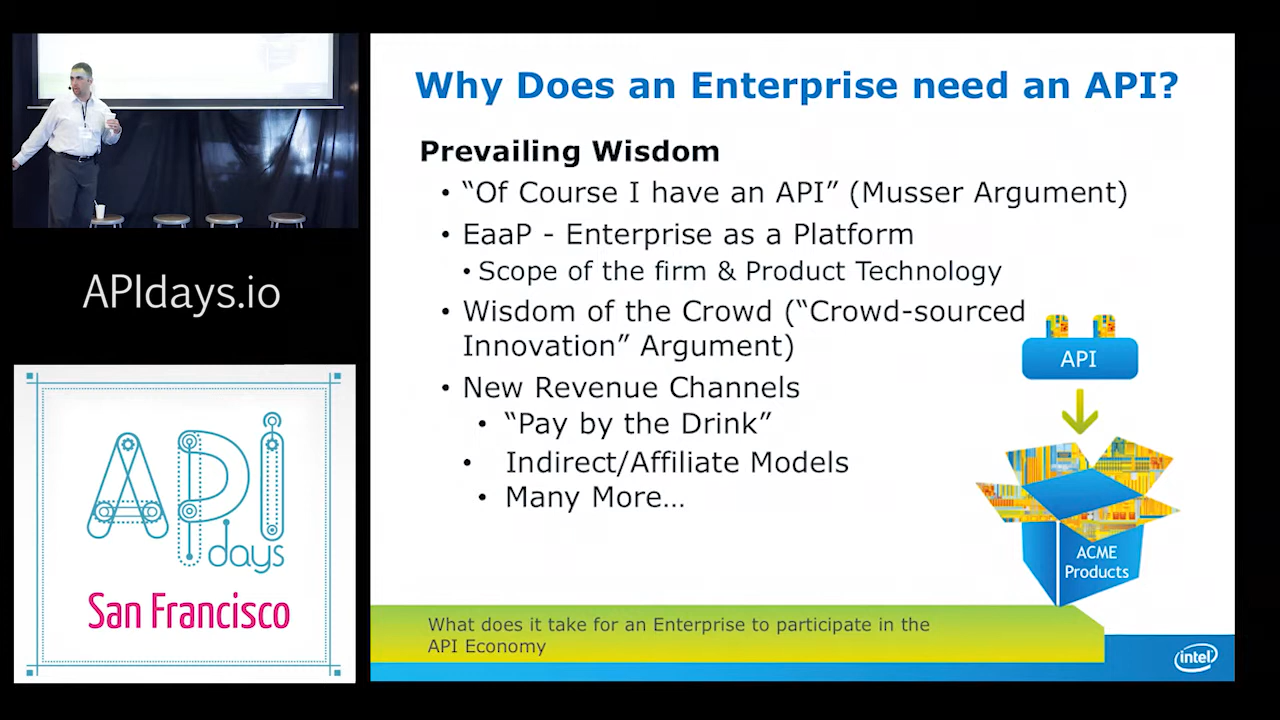 Why Does an Enterprise need an API?
Prevailing Wisdom
• “Of Course I have an API” (Musser Argument)
• EaaP - Enterprise as a Platform
• Scope of the firm & Product Technology
• Wisdom of the Crowd (“Crowd-sourced
Innovation” Argument)
• New Revenue Channels
• “Pay by the Drink”
• Indirect/Affiliate Models
• Many More…
API
ACME
Products
What does it take for an Enterprise to participate in the
API Economy
intel
APIdays.io
API
days
San Francisco